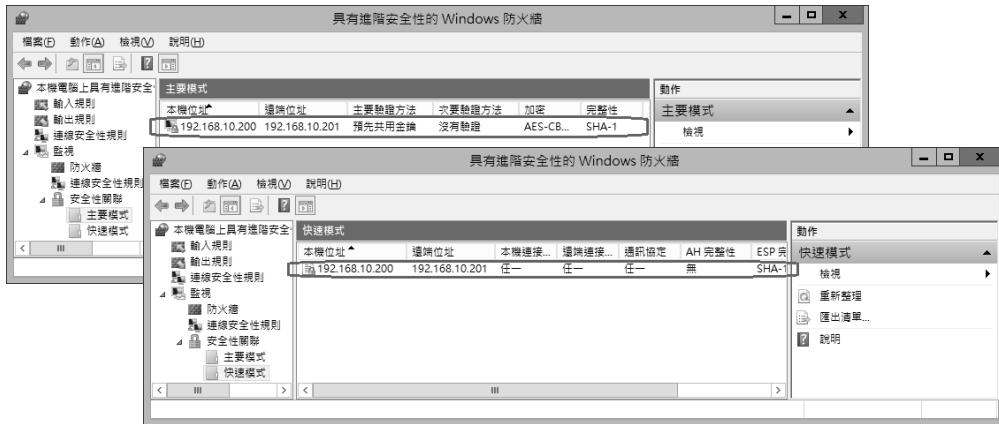 具有進階安全性的 Windows 防火牆
檔案(F) 動作(A) 檢視(V) 說明(H)
本機電腦上具有進階安全
輸入規則
輸出規則
連線安全性規則
監視
防火牆
連線安全性規則
安全性關聯
主要模式
快速模式
主要模式
本機位址 遠端位址 主要驗證方法 次要驗證方法 加密 完整性
192.168.10.200 192.168.10.201 預先共用金鑰 沒有驗證 AES-CB... SHA-1
動作
主要模式
檢視
具有進階安全性的 Windows 防火牆
檔案(F) 動作(A) 檢視(V) 說明(H)
本機電腦上具有進階安全
輸入規則
輸出規則
連線安全性規則
監視
防火牆
連線安全性規則
安全性關聯
主要模式
快速模式
快速模式
本機位址 遠端位址 本機連接... 遠端連接... 通訊協定 AH 完整性 ESP 完
192.168.10.200 192.168.10.201 任一 任一 任一 無 SHA-1
動作
快速模式
檢視
重新整理
匯出清單...
說明